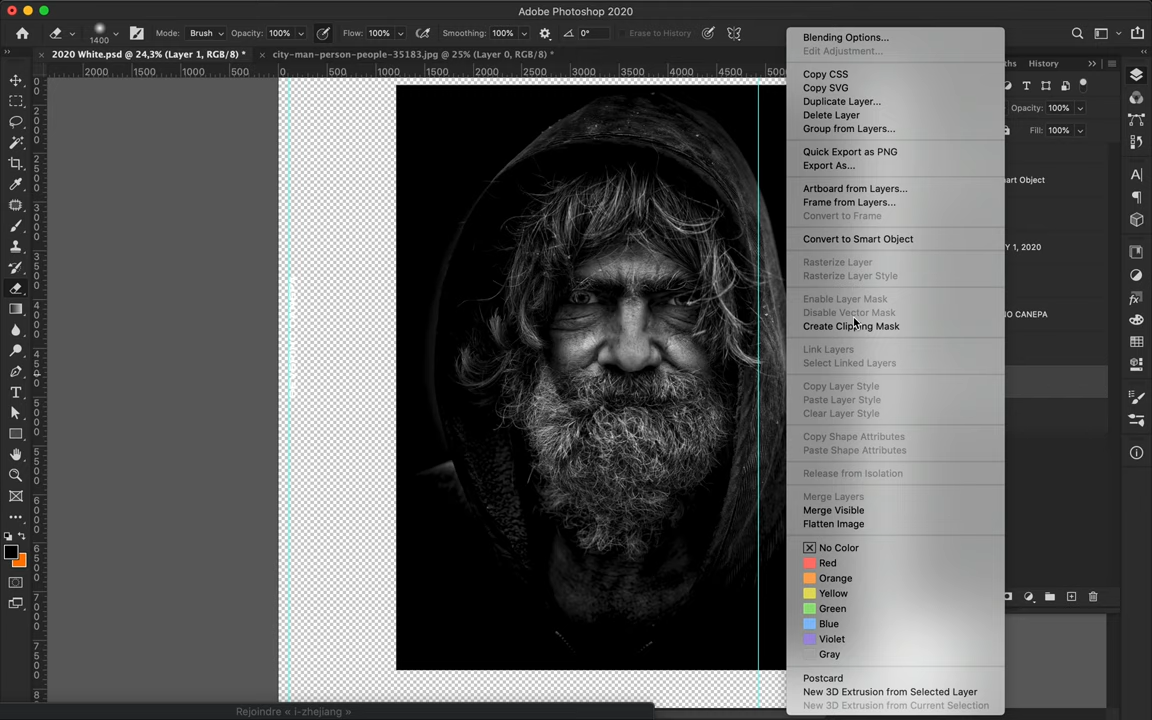 Adobe Photoshop 2020
1400
Mode: Brush Opacity: 100% Flow: 100% Smoothing: 100% 0° Erase to History
2020 White.psd @ 24,3% (Layer 1, RGB/8) * city-man-person-people-35183.jpg @ 25% (Layer 0, RGB/8) *
2000 1500 1000 500 0 500 1000 1500 2000 2500 3000 3500 4000 4500
ths History
Opacity: 100%
Fill: 100%
art Object
Y 1, 2020
NO CANEPA
Blending Options...
Edit Adjustment...
Copy CSS
Copy SVG
Duplicate Layer...
Delete Layer
Group from Layers...
Quick Export as PNG
Export As...
Artboard from Layers...
Frame from Layers...
Convert to Frame
Convert to Smart Object
Rasterize Layer
Rasterize Layer Style
Enable Layer Mask
Disable Vector Mask
Create Clipping Mask
Link Layers
Select Linked Layers
Copy Layer Style
Paste Layer Style
Clear Layer Style
Copy Shape Attributes
Paste Shape Attributes
Release from Isolation
Merge Layers
Merge Visible
Flatten Image
No Color
Red
Orange
Yellow
Green
Blue
Violet
Gray
Postcard
New 3D Extrusion from Selected Layer
New 3D Extrusion from Current Selection
Rejoindre « i-zhejiang »